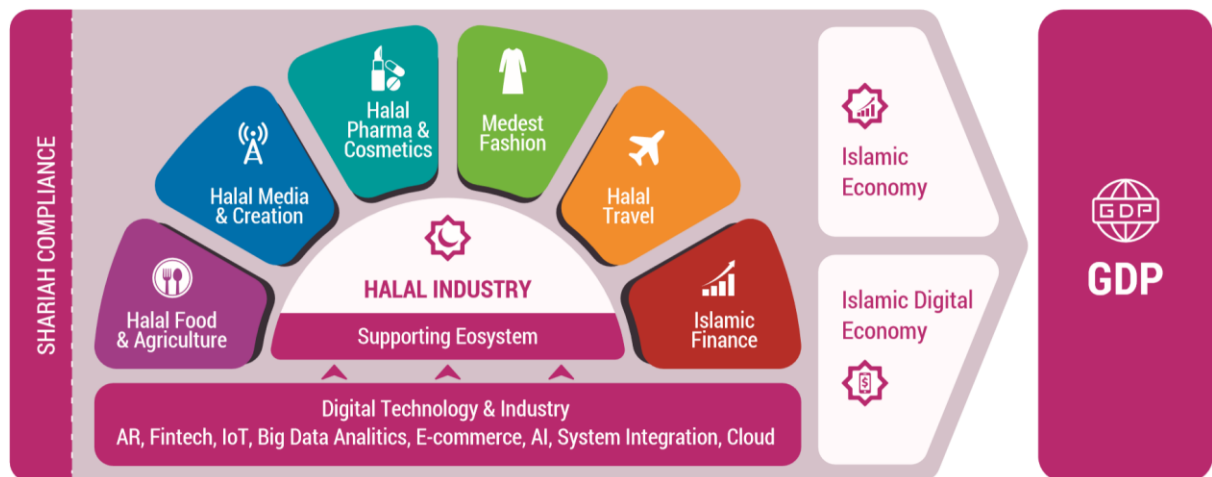 SHARIAH COMPLIANCE
Halal Food
& Agriculture
Halal Media
& Creation
Halal
Pharma &
Cosmetics
Medest
Fashion
Halal
Travel
Islamic
Finance
HALAL INDUSTRY
Supporting Eosystem
Digital Technology & Industry
AR, Fintech, IoT, Big Data Analitics, E-commerce, AI, System Integration, Cloud
Islamic
Economy
Islamic Digital
Economy
$
GDP
GDP